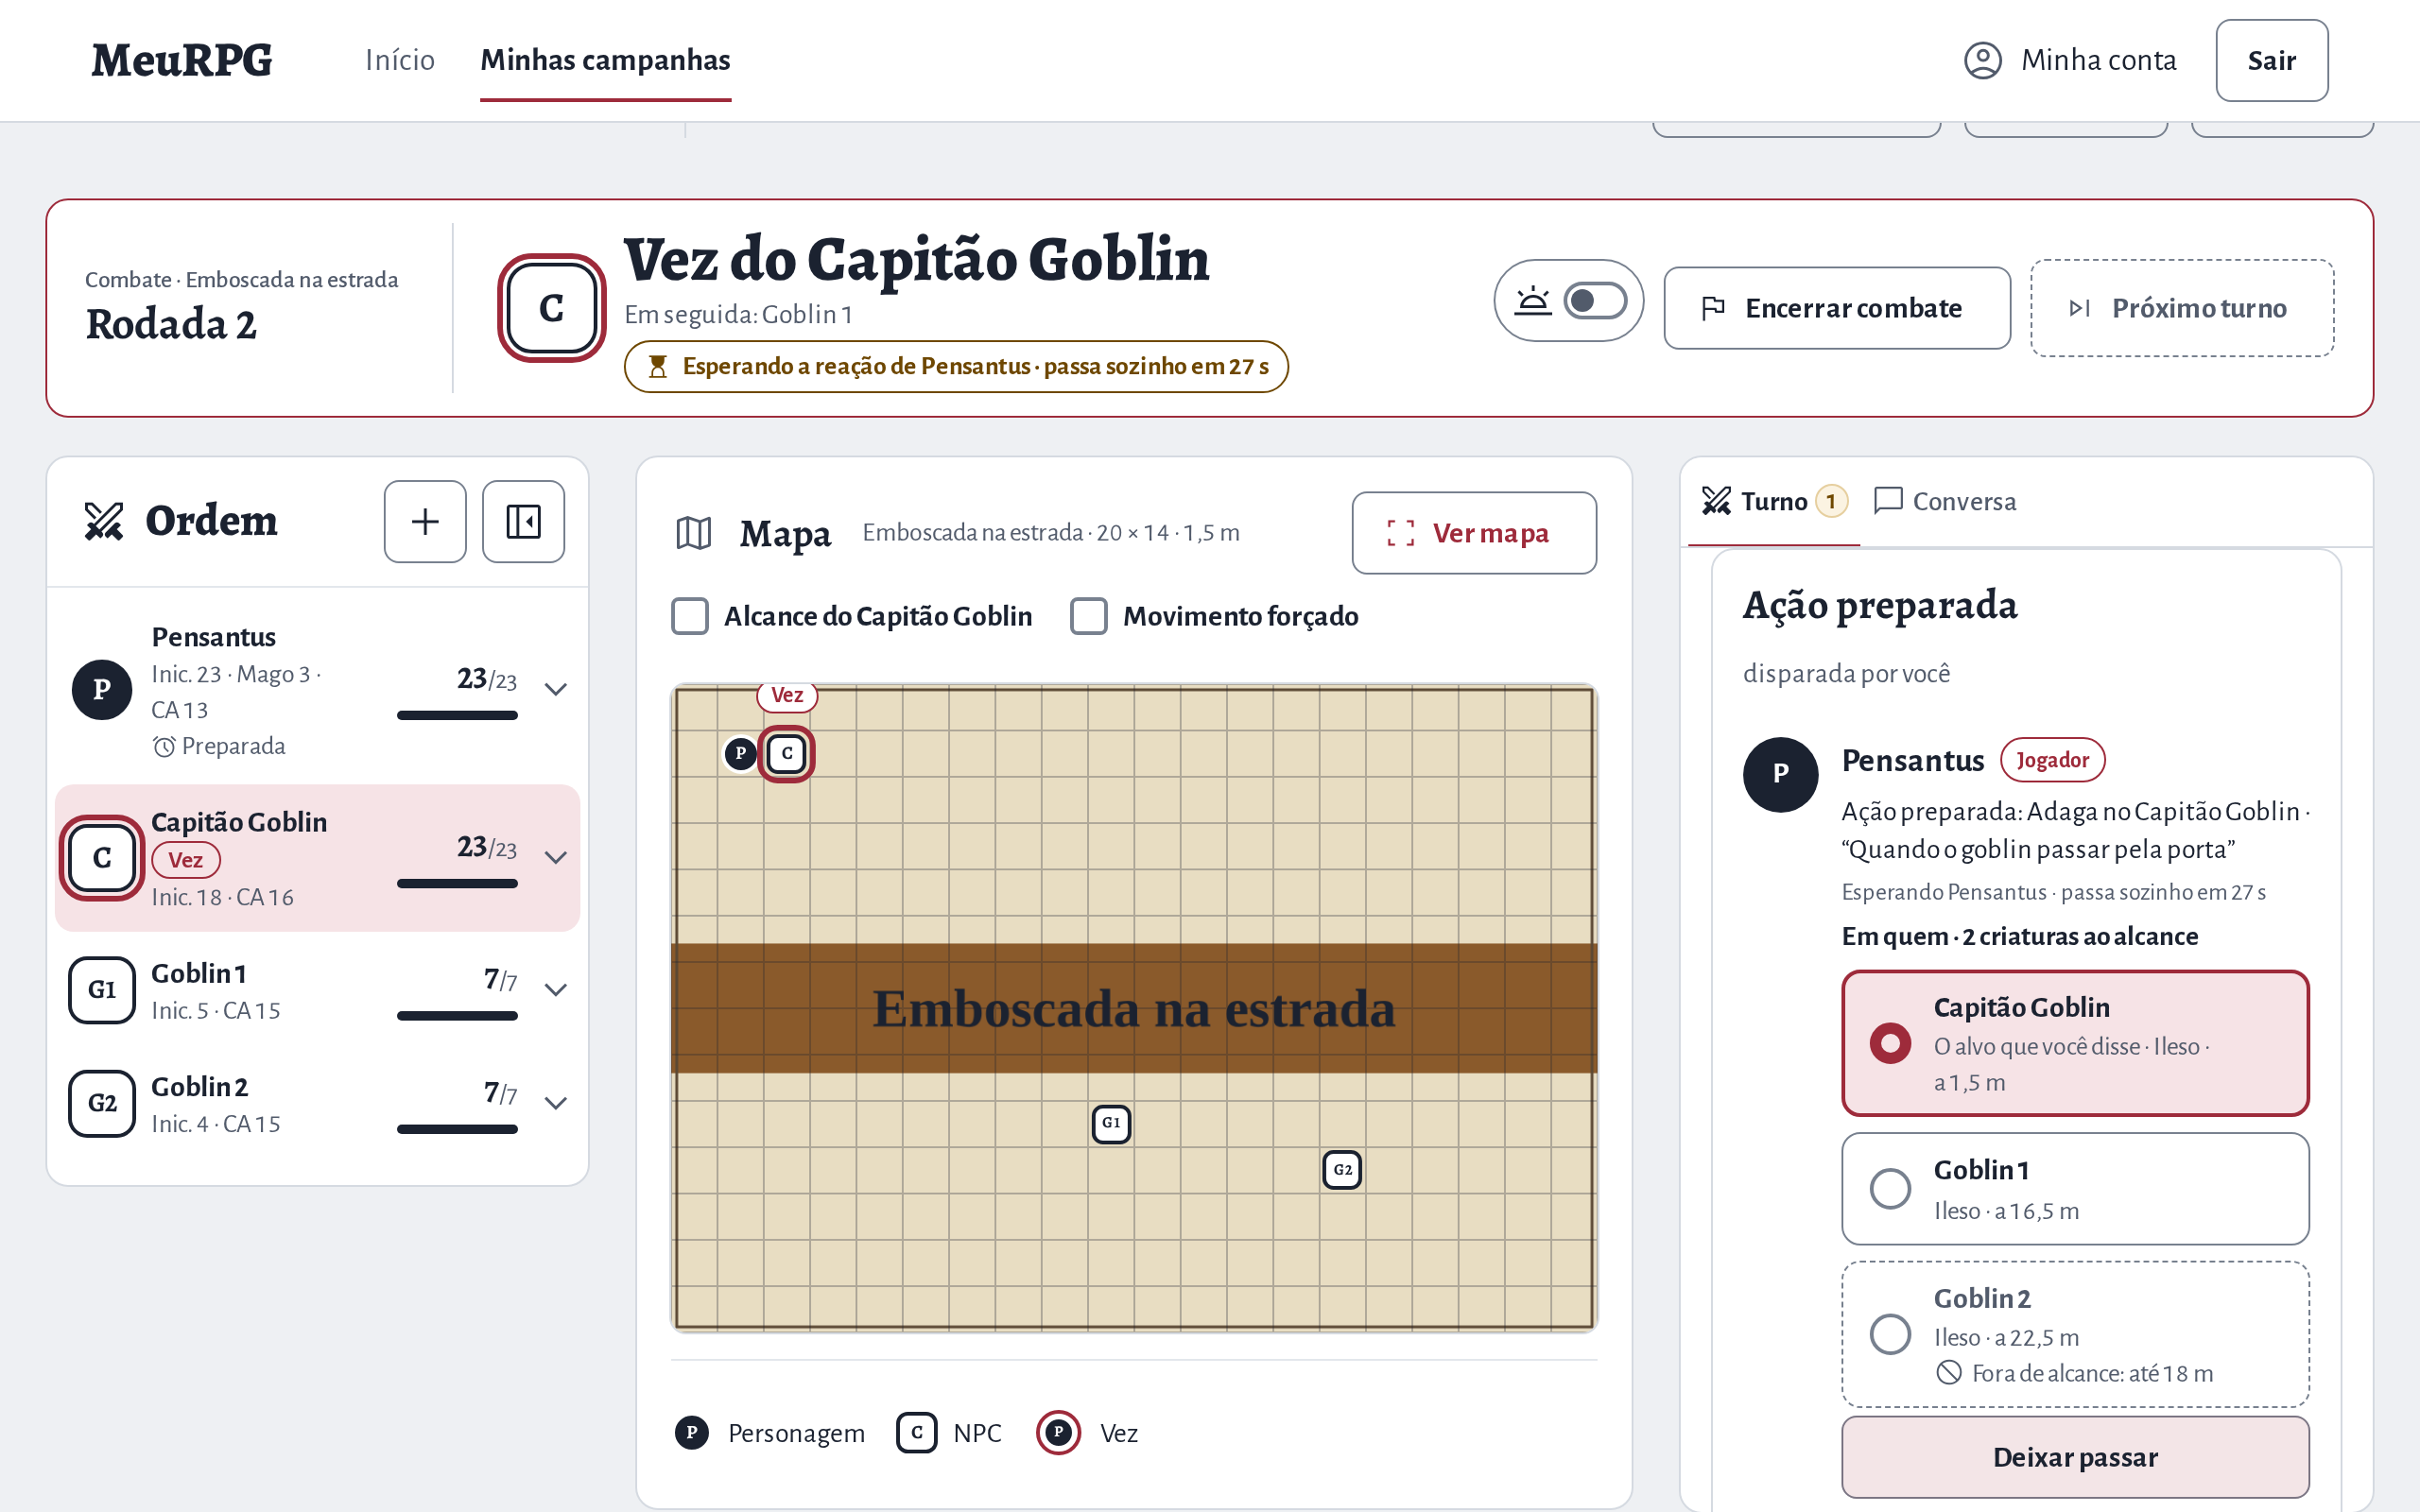 MeuRPG
Início
Minhas campanhas
Minha conta
Sair
Combate · Emboscada na estrada
Rodada 2
C
Vez do Capitão Goblin
Em seguida: Goblin 1
Esperando a reação de Pensantus · passa sozinho em 27 s
Encerrar combate
Próximo turno
Ordem
P
Pensantus
Inic. 23 · Mago 3 ·
CA 13
Preparada
23/23
C
Capitão Goblin
Vez
Inic. 18 · CA 16
23/23
G1
Goblin 1
Inic. 5 · CA 15
7/7
G2
Goblin 2
Inic. 4 · CA 15
7/7
Mapa
Emboscada na estrada · 20 × 14 · 1,5 m
Ver mapa
Alcance do Capitão Goblin
Movimento forçado
Vez
P
C
Emboscada na estrada
G1
G2
P
Personagem
C
NPC
P
Vez
Turno
1
Conversa
Ação preparada
disparada por você
P
Pensantus
Jogador
Ação preparada: Adaga no Capitão Goblin ·
“Quando o goblin passar pela porta”
Esperando Pensantus · passa sozinho em 27 s
Em quem · 2 criaturas ao alcance
Capitão Goblin
O alvo que você disse · Ileso ·
a 1,5 m
Goblin 1
Ileso · a 16,5 m
Goblin 2
Ileso · a 22,5 m
Fora de alcance: até 18 m
Deixar passar